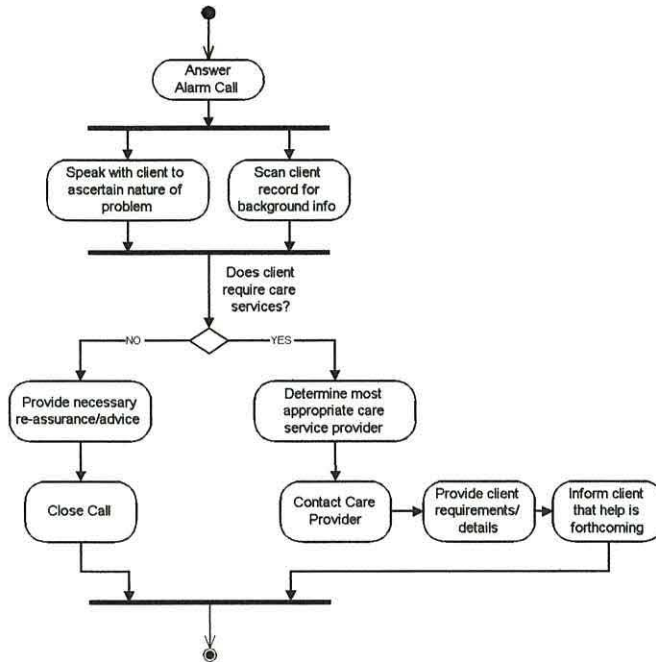 Answer
Alarm Call
Speak with client to
ascertain nature of
problem
Scan client
record for
background info
Does client
require care
services?
NO
YES
Provide necessary
re-assurance/advice
Determine most
appropriate care
service provider
Close Call
Contact Care
Provider
Provide client
requirements/
details
Inform client
that help is
forthcoming